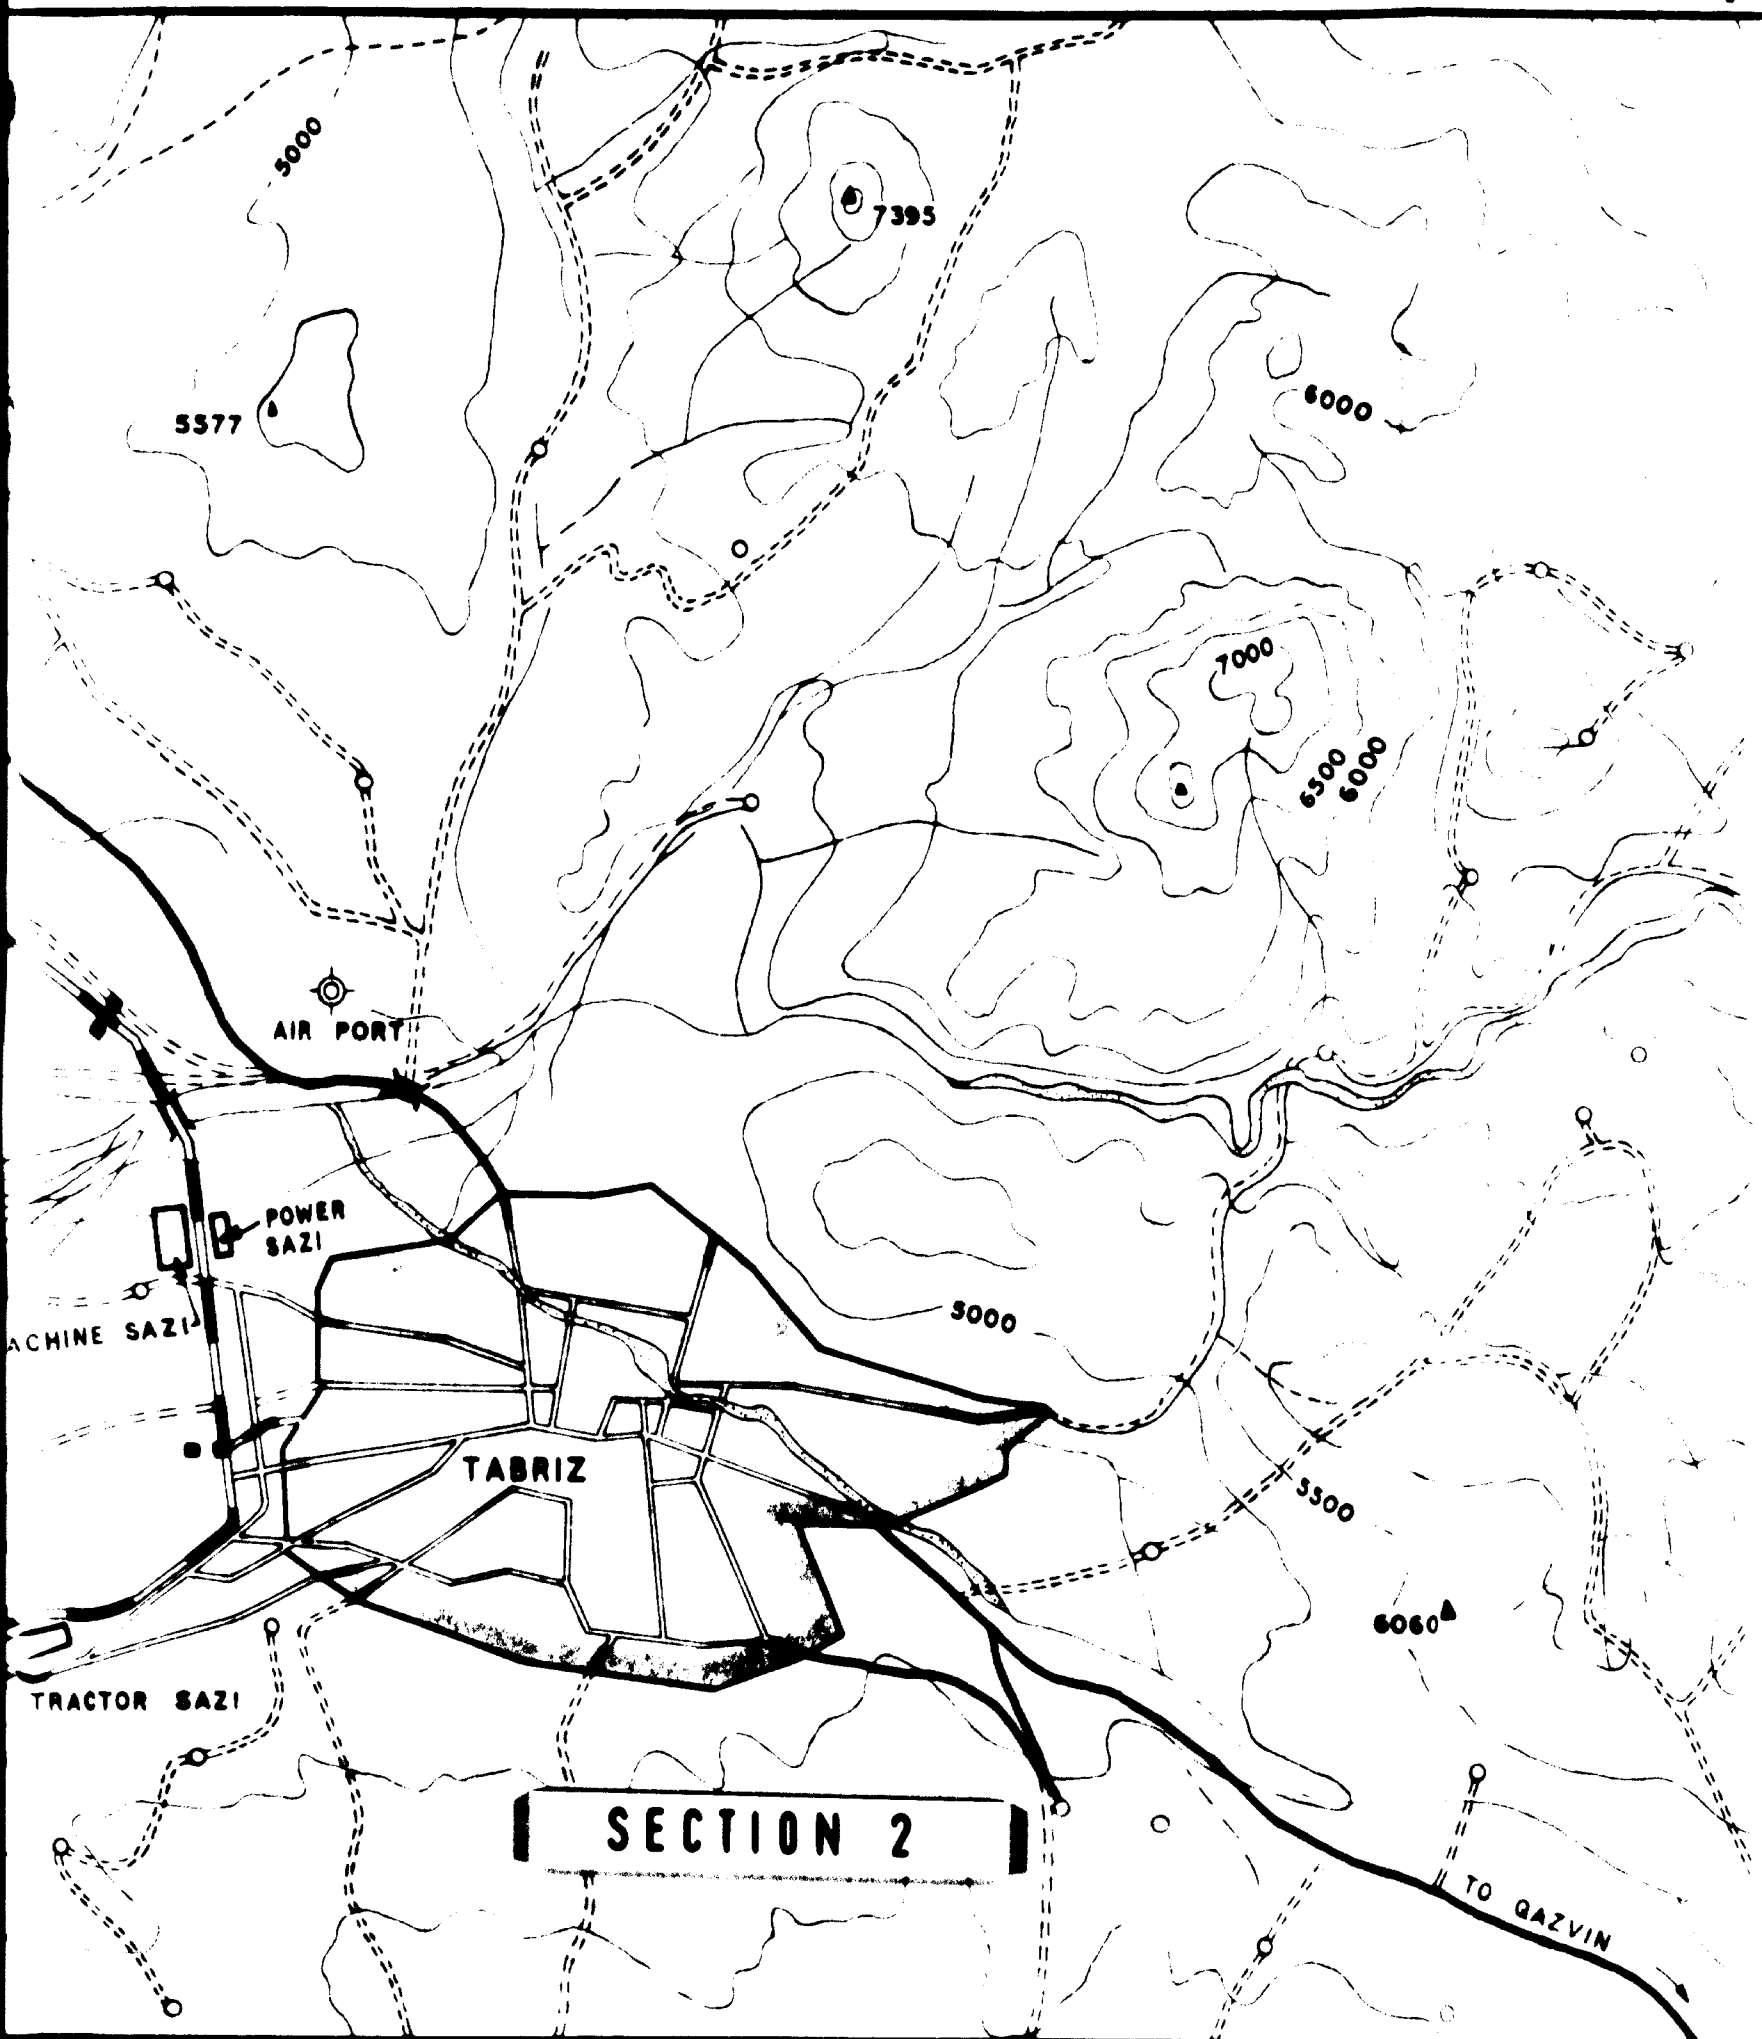 5000
7395
5577
6000
7000
6500
6000
AIR PORT
POWER
SAZI
ACHINE SAZI
5000
TABRIZ
5500
6060
TRACTOR SAZI
SECTION 2
TO QAZVIN